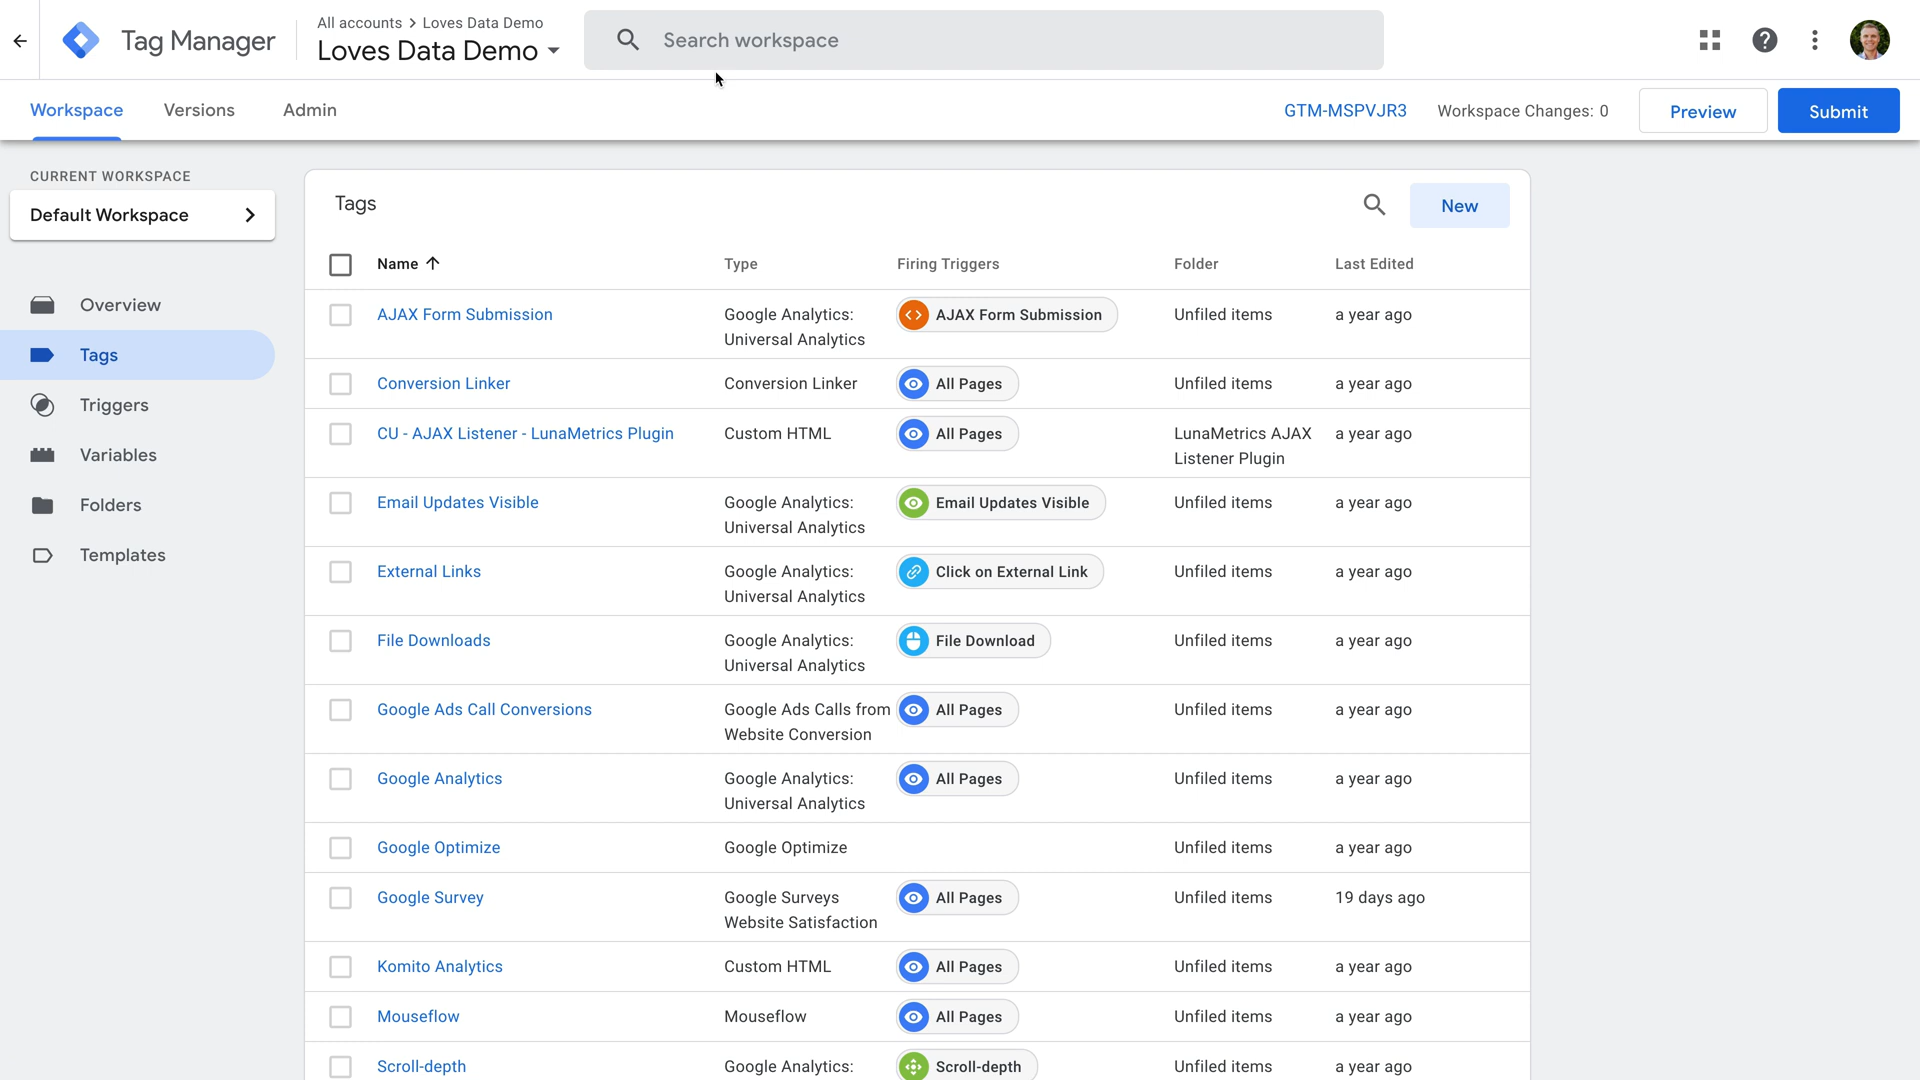 Tag Manager
All accounts > Loves Data Demo
Loves Data Demo
Search workspace
Workspace
Versions
Admin
GTM-MSPVJR3
Workspace Changes: 0
Preview
Submit
CURRENT WORKSPACE
Default Workspace
Overview
Tags
Triggers
Variables
Folders
Templates
Tags
New
Name
Type
Firing Triggers
Folder
Last Edited
AJAX Form Submission
Google Analytics:
Universal Analytics
AJAX Form Submission
Unfiled items
a year ago
Conversion Linker
Conversion Linker
All Pages
Unfiled items
a year ago
CU - AJAX Listener - LunaMetrics Plugin
Custom HTML
All Pages
LunaMetrics AJAX
Listener Plugin
a year ago
Email Updates Visible
Google Analytics:
Universal Analytics
Email Updates Visible
Unfiled items
a year ago
External Links
Google Analytics:
Universal Analytics
Click on External Link
Unfiled items
a year ago
File Downloads
Google Analytics:
Universal Analytics
File Download
Unfiled items
a year ago
Google Ads Call Conversions
Google Ads Calls from
Website Conversion
All Pages
Unfiled items
a year ago
Google Analytics
Google Analytics:
Universal Analytics
All Pages
Unfiled items
a year ago
Google Optimize
Google Optimize
Unfiled items
a year ago
Google Survey
Google Surveys
Website Satisfaction
All Pages
Unfiled items
19 days ago
Komito Analytics
Custom HTML
All Pages
Unfiled items
a year ago
Mouseflow
Mouseflow
All Pages
Unfiled items
a year ago
Scroll-depth
Google Analytics:
Scroll-depth
Unfiled items
a year ago